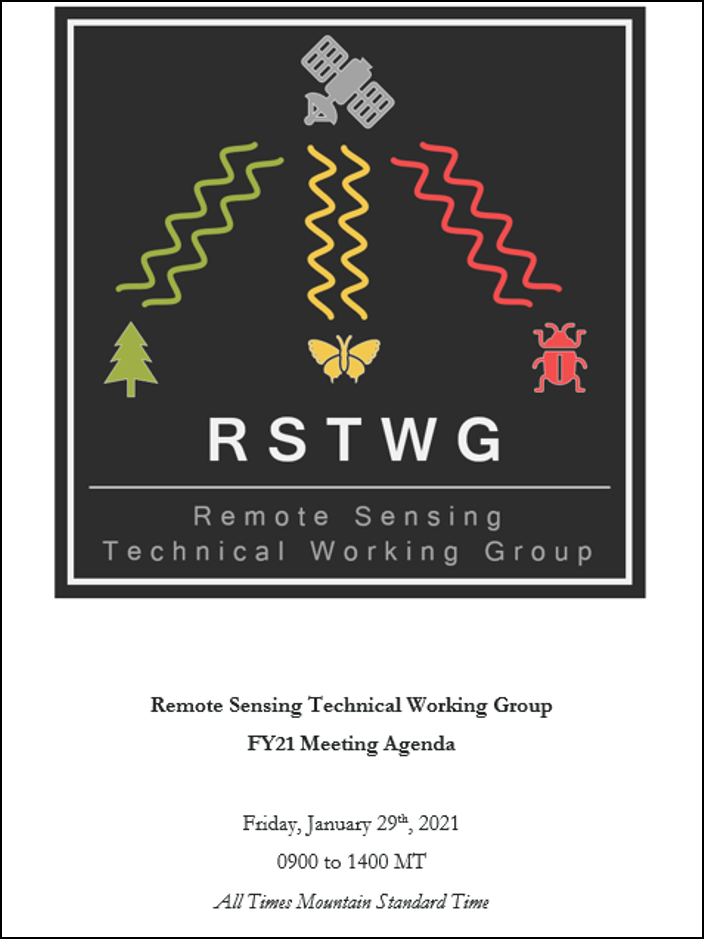 RSTWG
Remote Sensing
Technical Working Group
Remote Sensing Technical Working Group
FY21 Meeting Agenda
Friday, January 29th, 2021
0900 to 1400 MT
All Times Mountain Standard Time